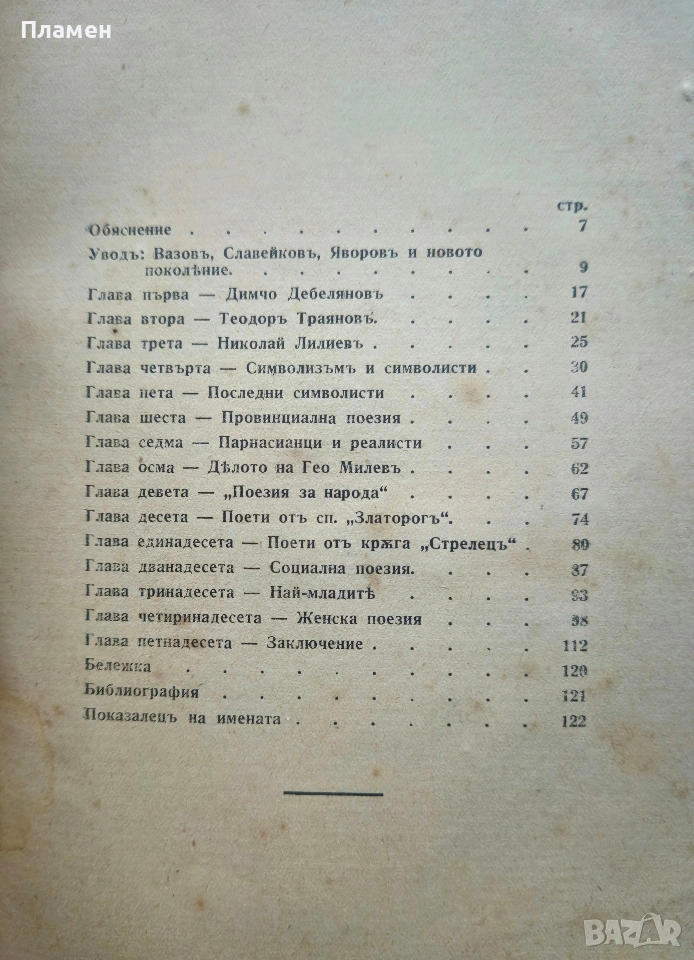 Пламен
стр.
Обяснение . . . . . . . . . . 7
Уводъ: Вазовъ, Славейковъ, Яворовъ и новото
поколѣние. . . . . . . . . 9
Глава първа — Димчо Дебеляновъ . . . . 17
Глава втора — Теодоръ Траяновъ. . . . . 21
Глава трета — Николай Лилиевъ . . . . . 25
Глава четвърта — Символизъмъ и символисти . . 30
Глава пета — Последни символисти . . . . 41
Глава шеста — Провинциална поезия . . . . 49
Глава седма — Парнасианци и реалисти . . . 57
Глава осма — Дѣлото на Гео Милевъ . . . . 62
Глава девета — „Поезия за народа“ . . . . 67
Глава десета — Поети отъ сп. „Златорогъ“. . . 74
Глава единадесета — Поети отъ крѫга „Стрелецъ“ . 80
Глава дванадесета — Социална поезия. . . . 87
Глава тринадесета — Най-младитѣ . . . . 93
Глава четиринадесета — Женска поезия . . . 98
Глава петнадесета — Заключение . . . . 112
Бележка . . . . . . . . . . 120
Библиография . . . . . . . . . 121
Показалецъ на имената . . . . . . . 122
BAZAR